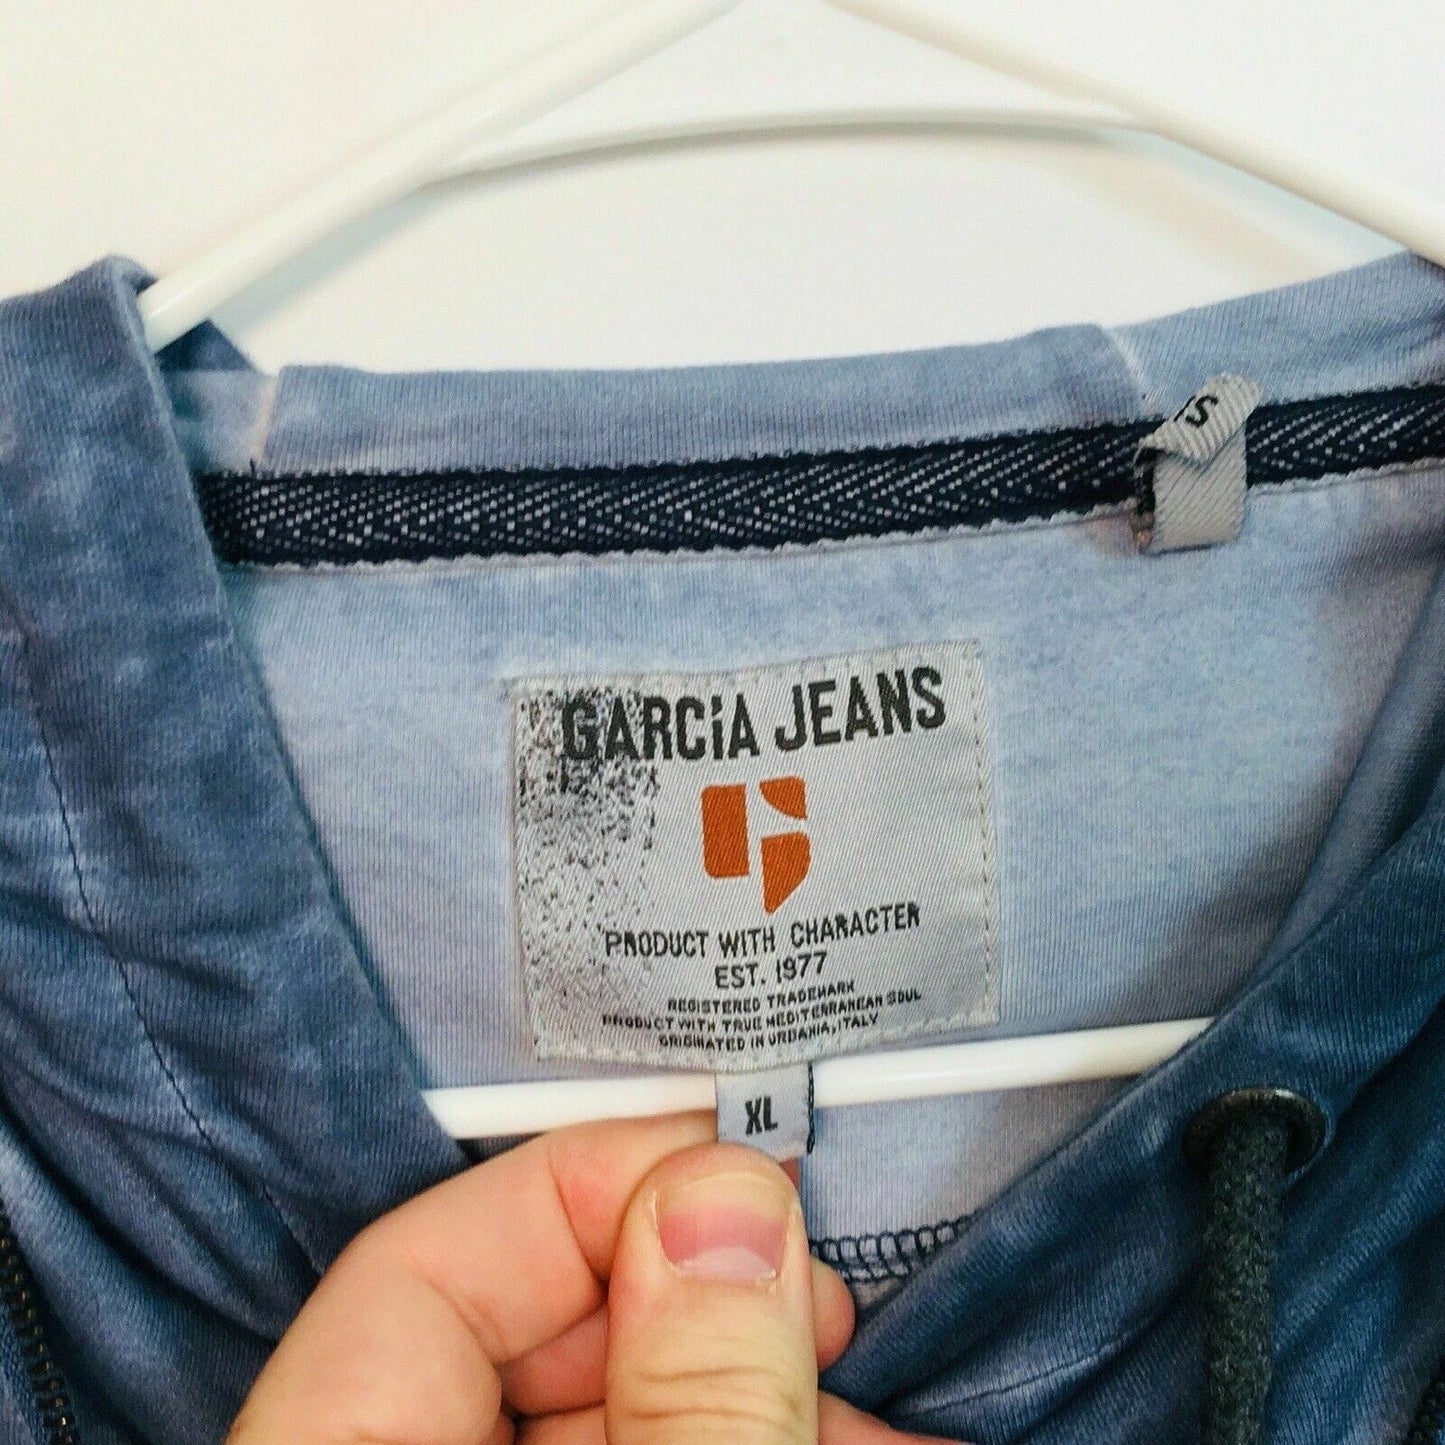 TS
GARCiA JEANS
PRODUCT WITH CHARACTER
EST. 1977
REGISTERED TRADEMARK
PRODUCT WITH TRUE MEDITERRANEAN SOUL
ORIGINATED IN URBANIA, ITALY
XL